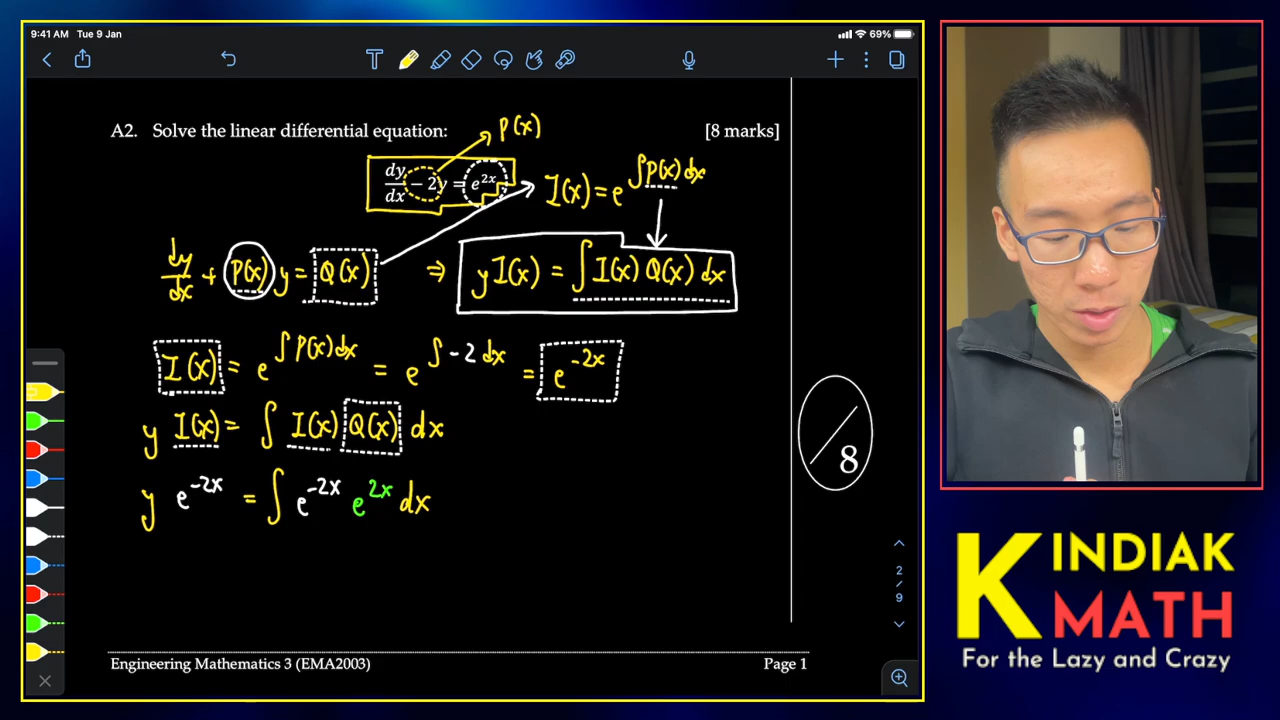 9:41 AM Tue 9 Jan
69%
A2. Solve the linear differential equation: [8 marks]
P(x)
dy/dx − 2y = e^{2x}
I(x) = e^{∫P(x)dx}
dy/dx + P(x) y = Q(x) ⇒ y I(x) = ∫ I(x) Q(x) dx
I(x) = e^{∫P(x)dx} = e^{∫-2 dx} = e^{-2x}
y I(x) = ∫ I(x) Q(x) dx
y e^{-2x} = ∫ e^{-2x} e^{2x} dx
/8
2/9
Engineering Mathematics 3 (EMA2003) Page 1
KINDIAK
MATH
For the Lazy and Crazy